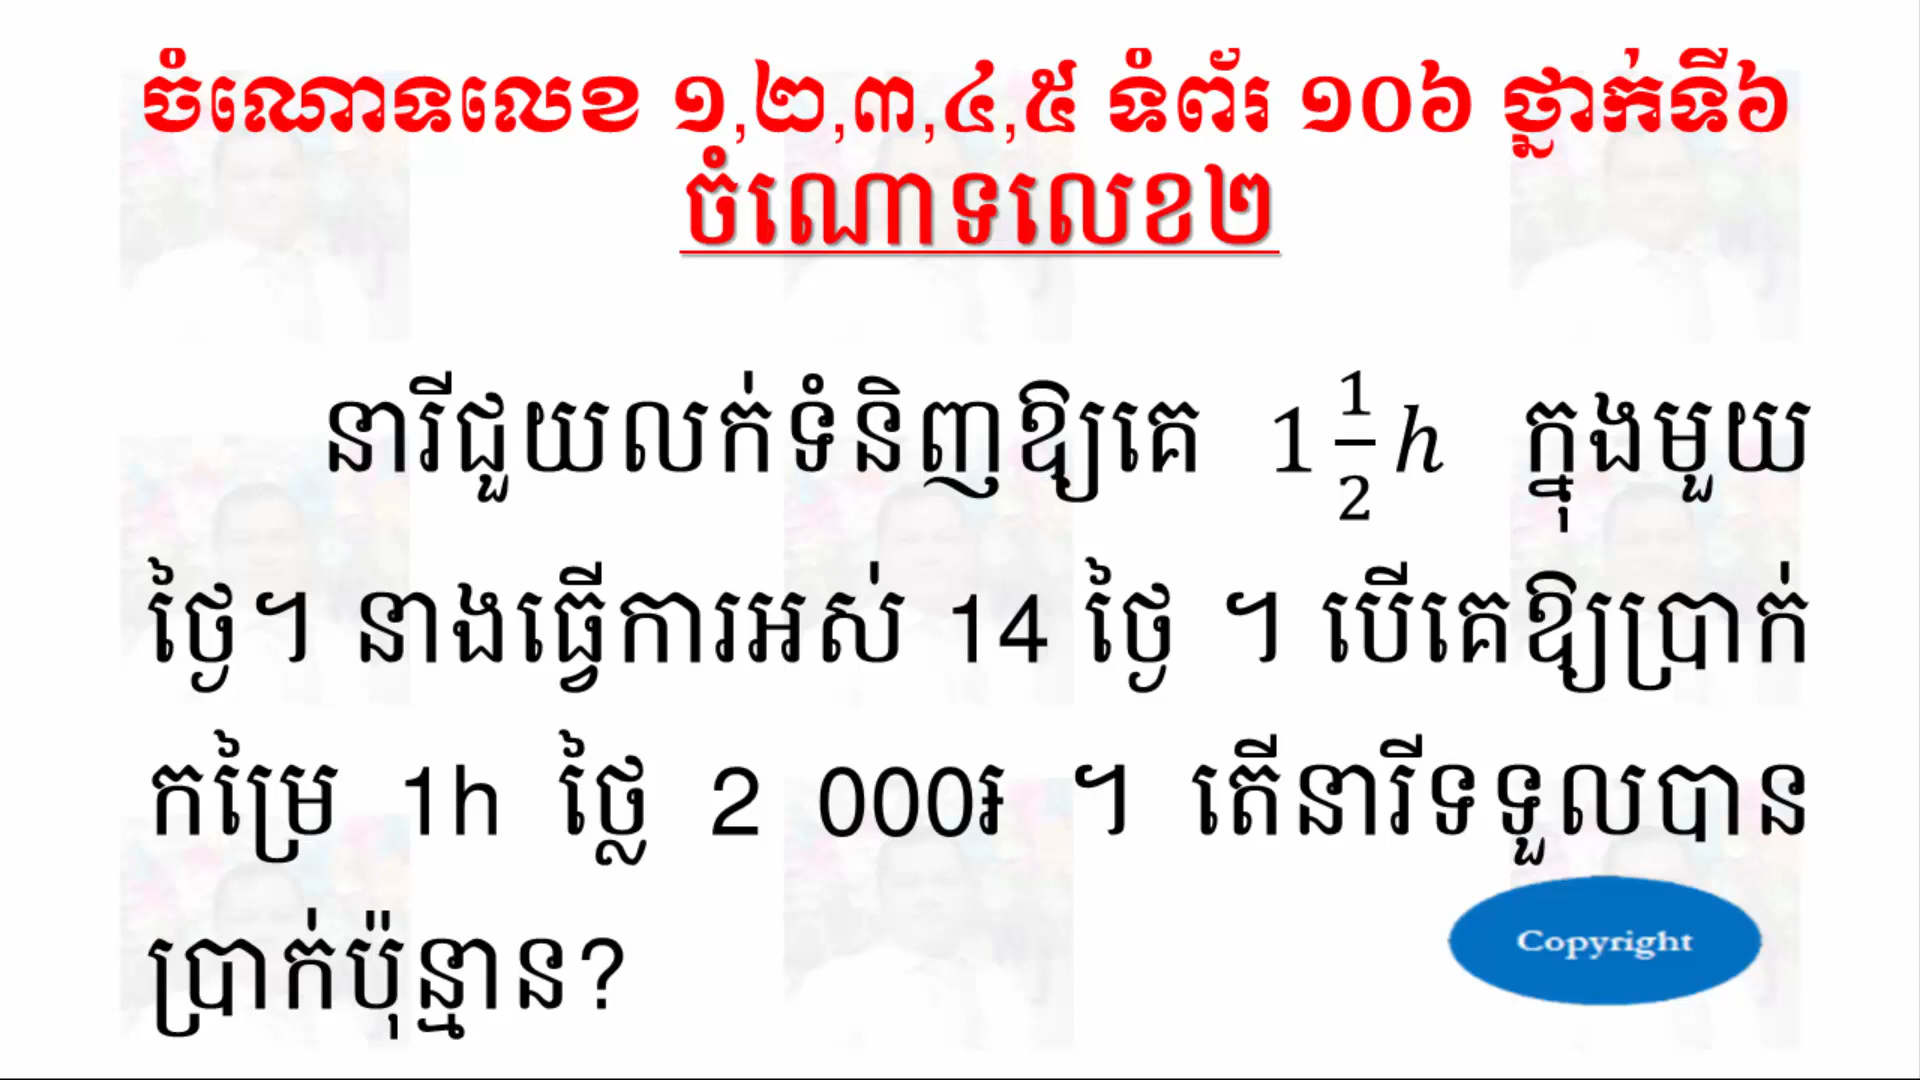 ចំណោទលេខ ១,២,៣,៤,៥ ទំព័រ ១០៦ ថ្នាក់ទី៦
ចំណោទលេខ២
នារីជួយលក់ទំនិញឱ្យគេ 1 1/2 h ក្នុងមួយ
ថ្ងៃ។ នាងធ្វើការអស់ 14 ថ្ងៃ ។ បើគេឱ្យប្រាក់
កម្រៃ 1h ថ្លៃ 2 000៛ ។ តើនារីទទួលបាន
ប្រាក់ប៉ុន្មាន?
Copyright